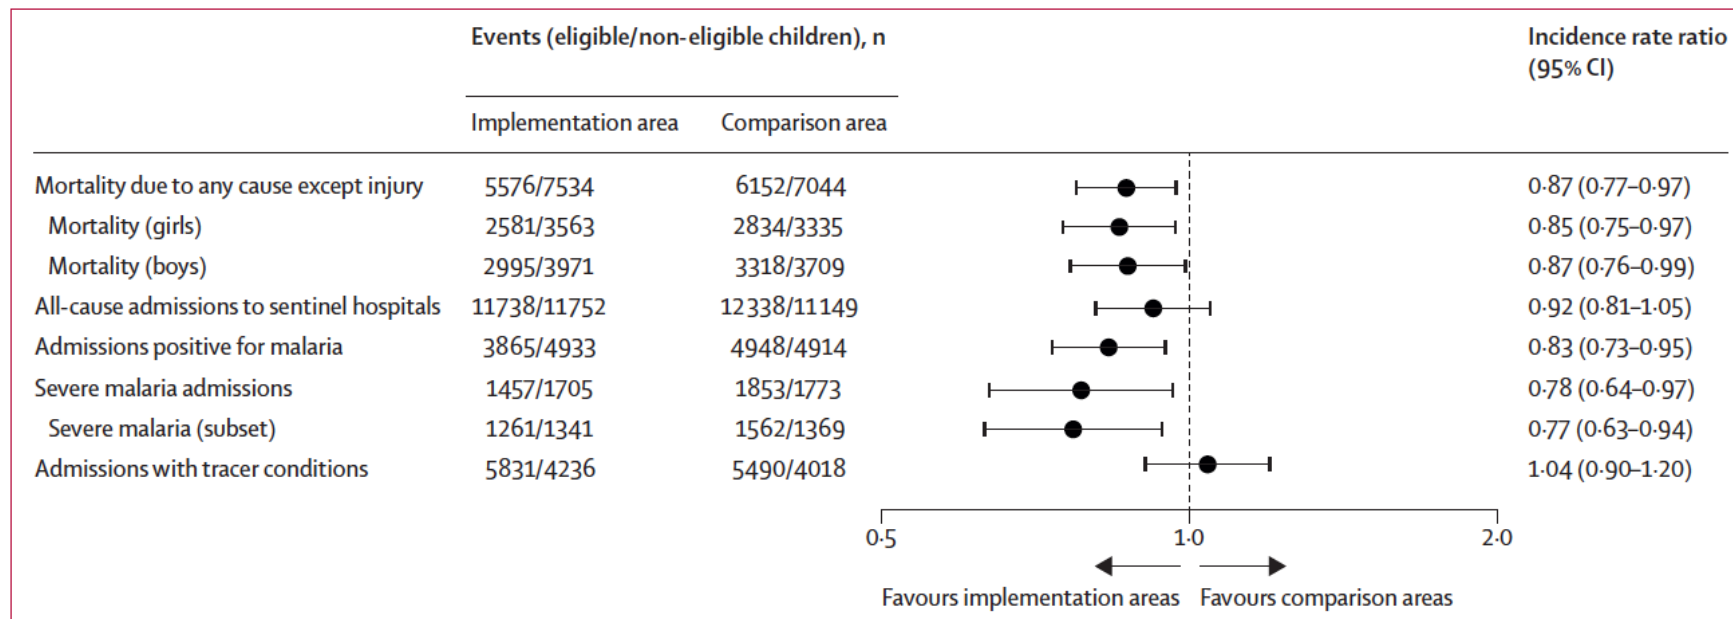 Events (eligible/non-eligible children), n
Incidence rate ratio
(95% CI)
Implementation area
Comparison area
Mortality due to any cause except injury 5576/7534 6152/7044 0·87 (0·77–0·97)
Mortality (girls) 2581/3563 2834/3335 0·85 (0·75–0·97)
Mortality (boys) 2995/3971 3318/3709 0·87 (0·76–0·99)
All-cause admissions to sentinel hospitals 11738/11752 12338/11149 0·92 (0·81–1·05)
Admissions positive for malaria 3865/4933 4948/4914 0·83 (0·73–0·95)
Severe malaria admissions 1457/1705 1853/1773 0·78 (0·64–0·97)
Severe malaria (subset) 1261/1341 1562/1369 0·77 (0·63–0·94)
Admissions with tracer conditions 5831/4236 5490/4018 1·04 (0·90–1·20)
0·5 1·0 2·0
Favours implementation areas Favours comparison areas